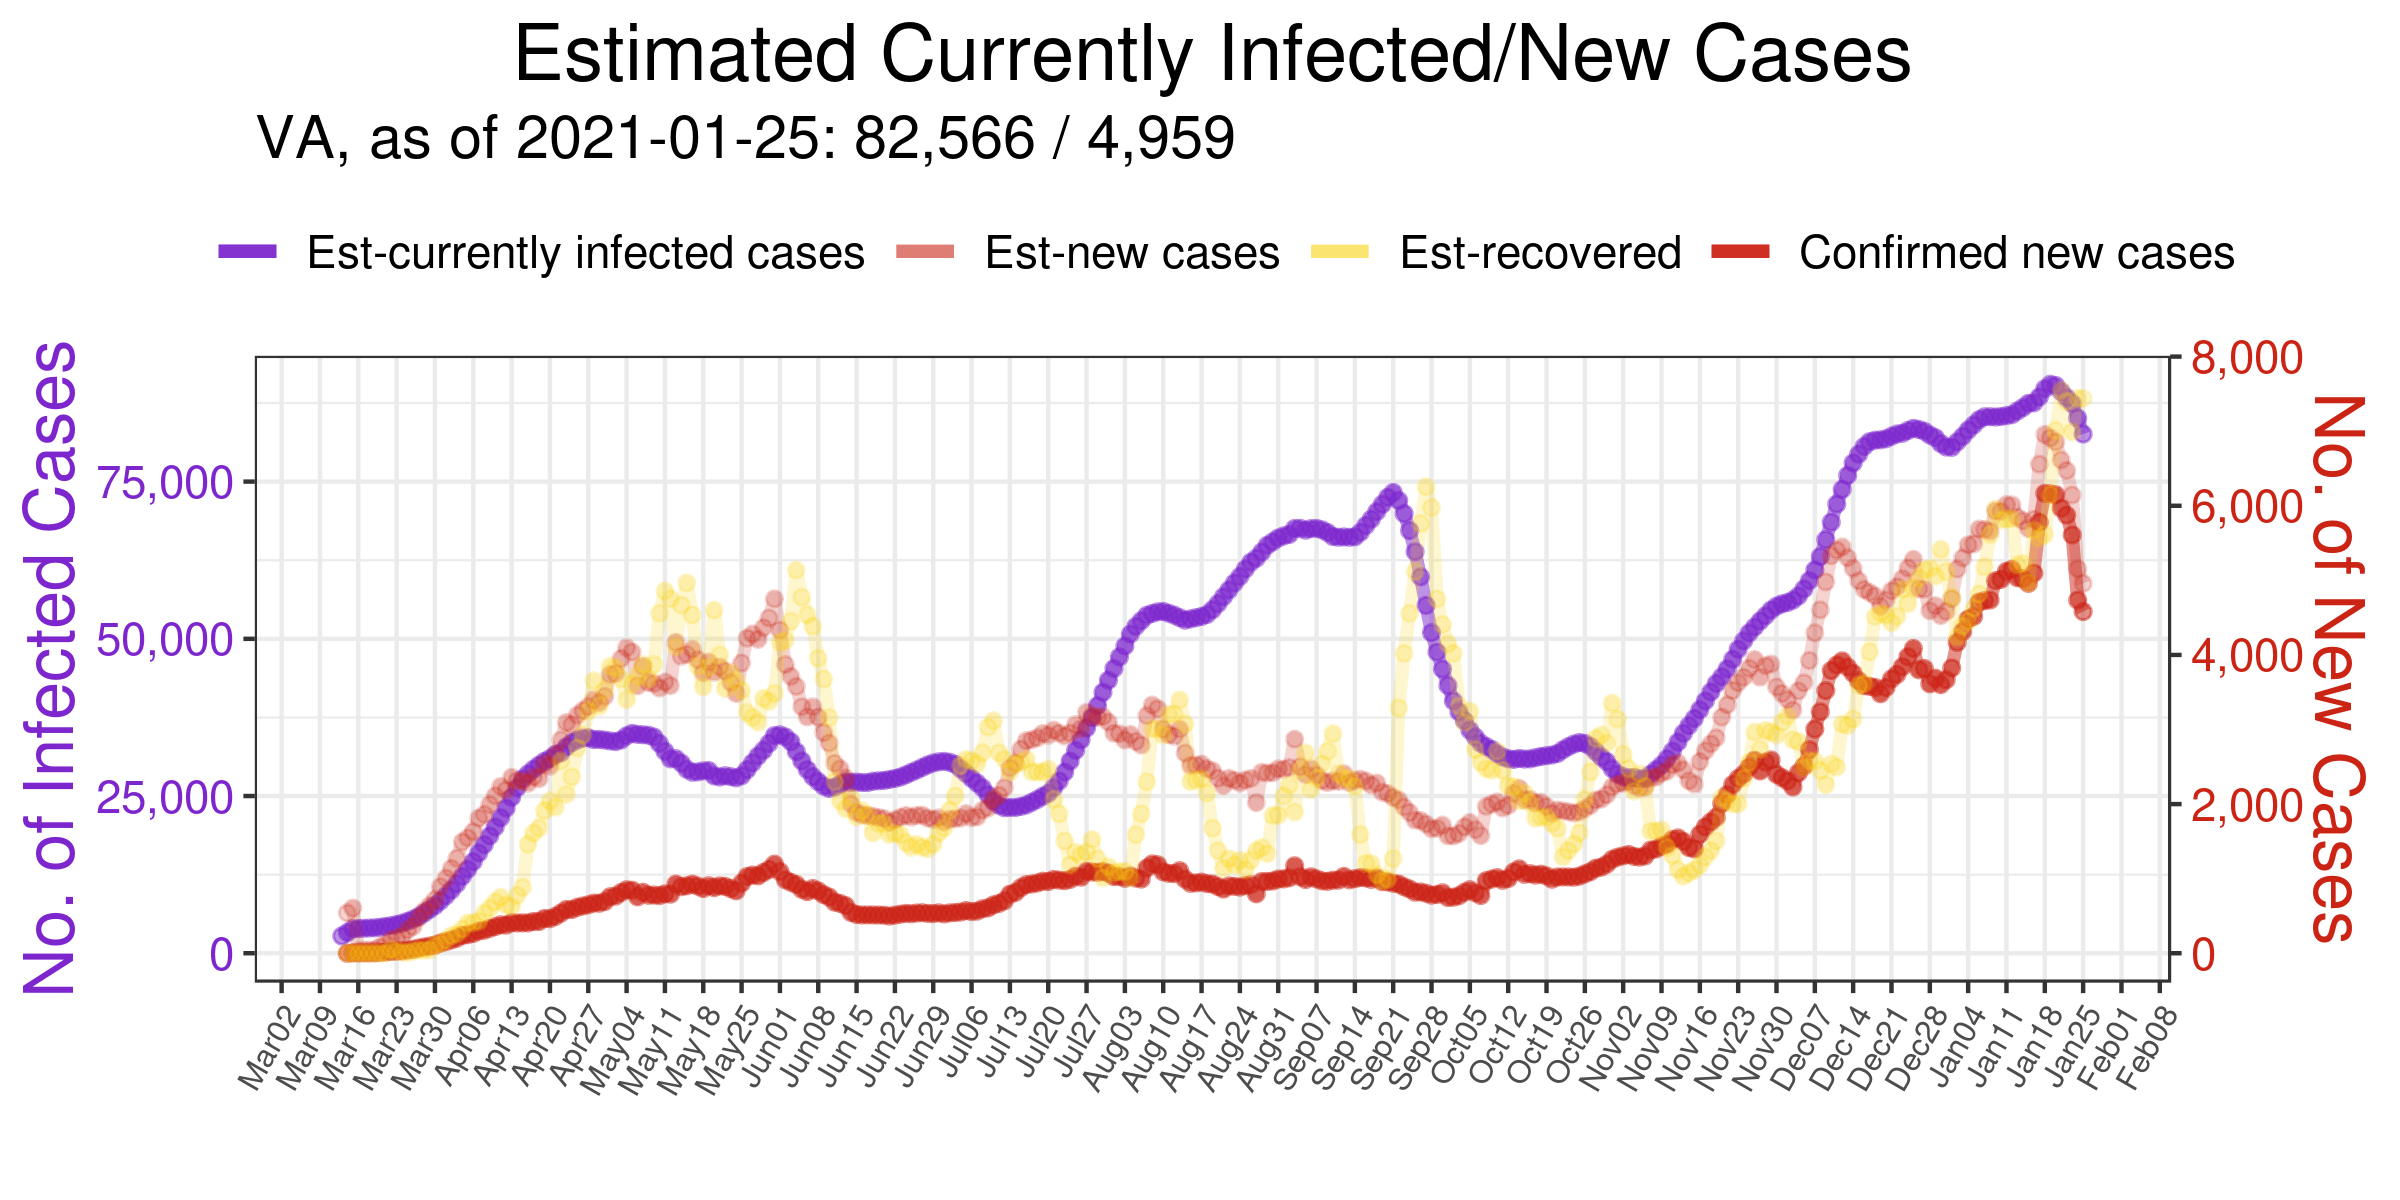 Estimated Currently Infected/New Cases
VA, as of 2021-01-25: 82,566 / 4,959
Est-currently infected cases Est-new cases Est-recovered Confirmed new cases
No. of Infected Cases
75,000
50,000
25,000
0
8,000
6,000
4,000
2,000
0
No. of New Cases
Mar02 Mar09 Mar16 Mar23 Mar30 Apr06 Apr13 Apr20 Apr27 May04 May11 May18 May25 Jun01 Jun08 Jun15 Jun22 Jun29 Jul06 Jul13 Jul20 Jul27 Aug03 Aug10 Aug17 Aug24 Aug31 Sep07 Sep14 Sep21 Sep28 Oct05 Oct12 Oct19 Oct26 Nov02 Nov09 Nov16 Nov23 Nov30 Dec07 Dec14 Dec21 Dec28 Jan04 Jan11 Jan18 Jan25 Feb01 Feb08